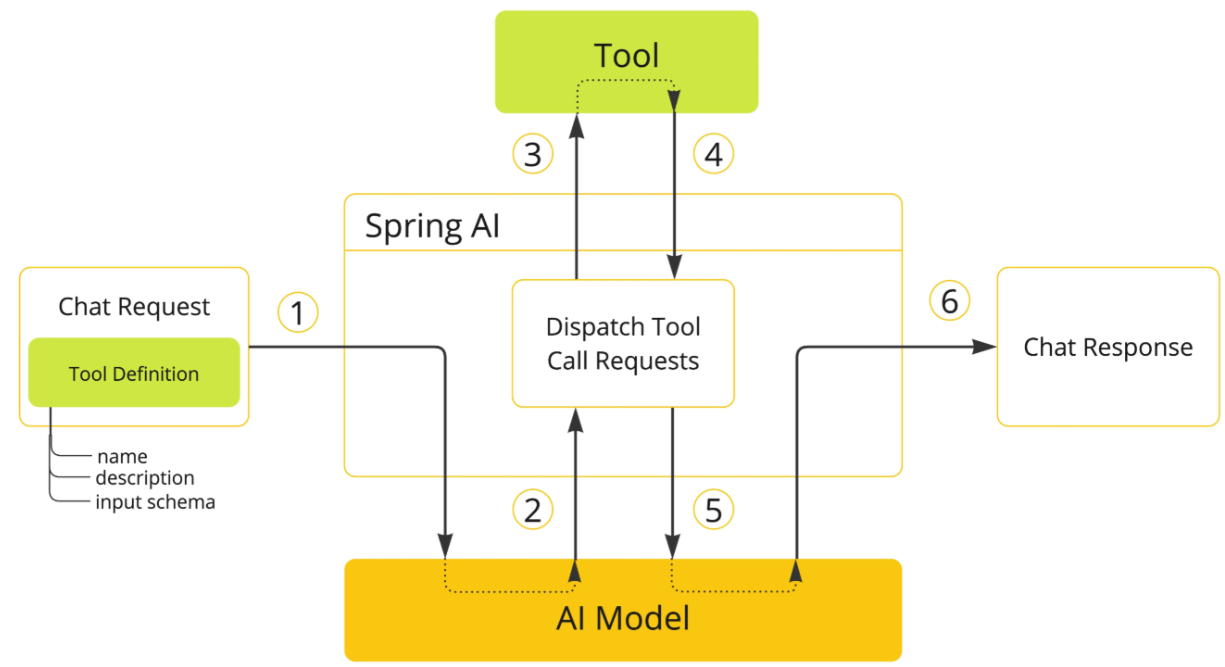 Tool
3
4
Spring AI
Chat Request
1
Tool Definition
name
description
input schema
Dispatch Tool
Call Requests
6
Chat Response
2
5
AI Model